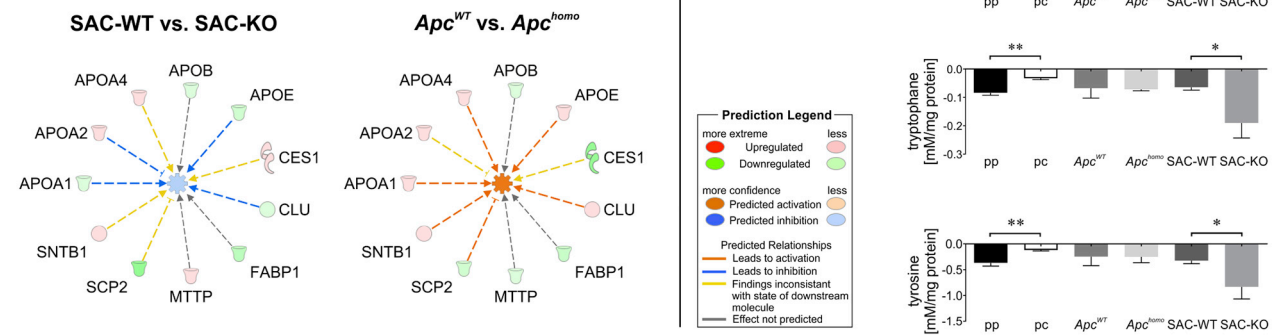 SAC-WT vs. SAC-KO
APOB
APOA4
APOE
APOA2
CES1
APOA1
CLU
SNTB1
FABP1
SCP2
MTTP
Apc^WT vs. Apc^homo
APOB
APOA4
APOE
APOA2
CES1
APOA1
CLU
SNTB1
FABP1
SCP2
MTTP
Prediction Legend
more extreme less
Upregulated
Downregulated
more confidence less
Predicted activation
Predicted inhibition
Predicted Relationships
Leads to activation
Leads to inhibition
Findings inconsistant
with state of downstream
molecule
Effect not predicted
pp pc Apc Apc SAC-WT SAC-KO
** *
tryptophane
[mM/mg protein]
0.0
-0.1
-0.2
-0.3
pp pc Apc^WT Apc^homo SAC-WT SAC-KO
** *
tyrosine
[mM/mg protein]
0.0
-0.5
-1.0
-1.5
pp pc Apc^WT Apc^homo SAC-WT SAC-KO